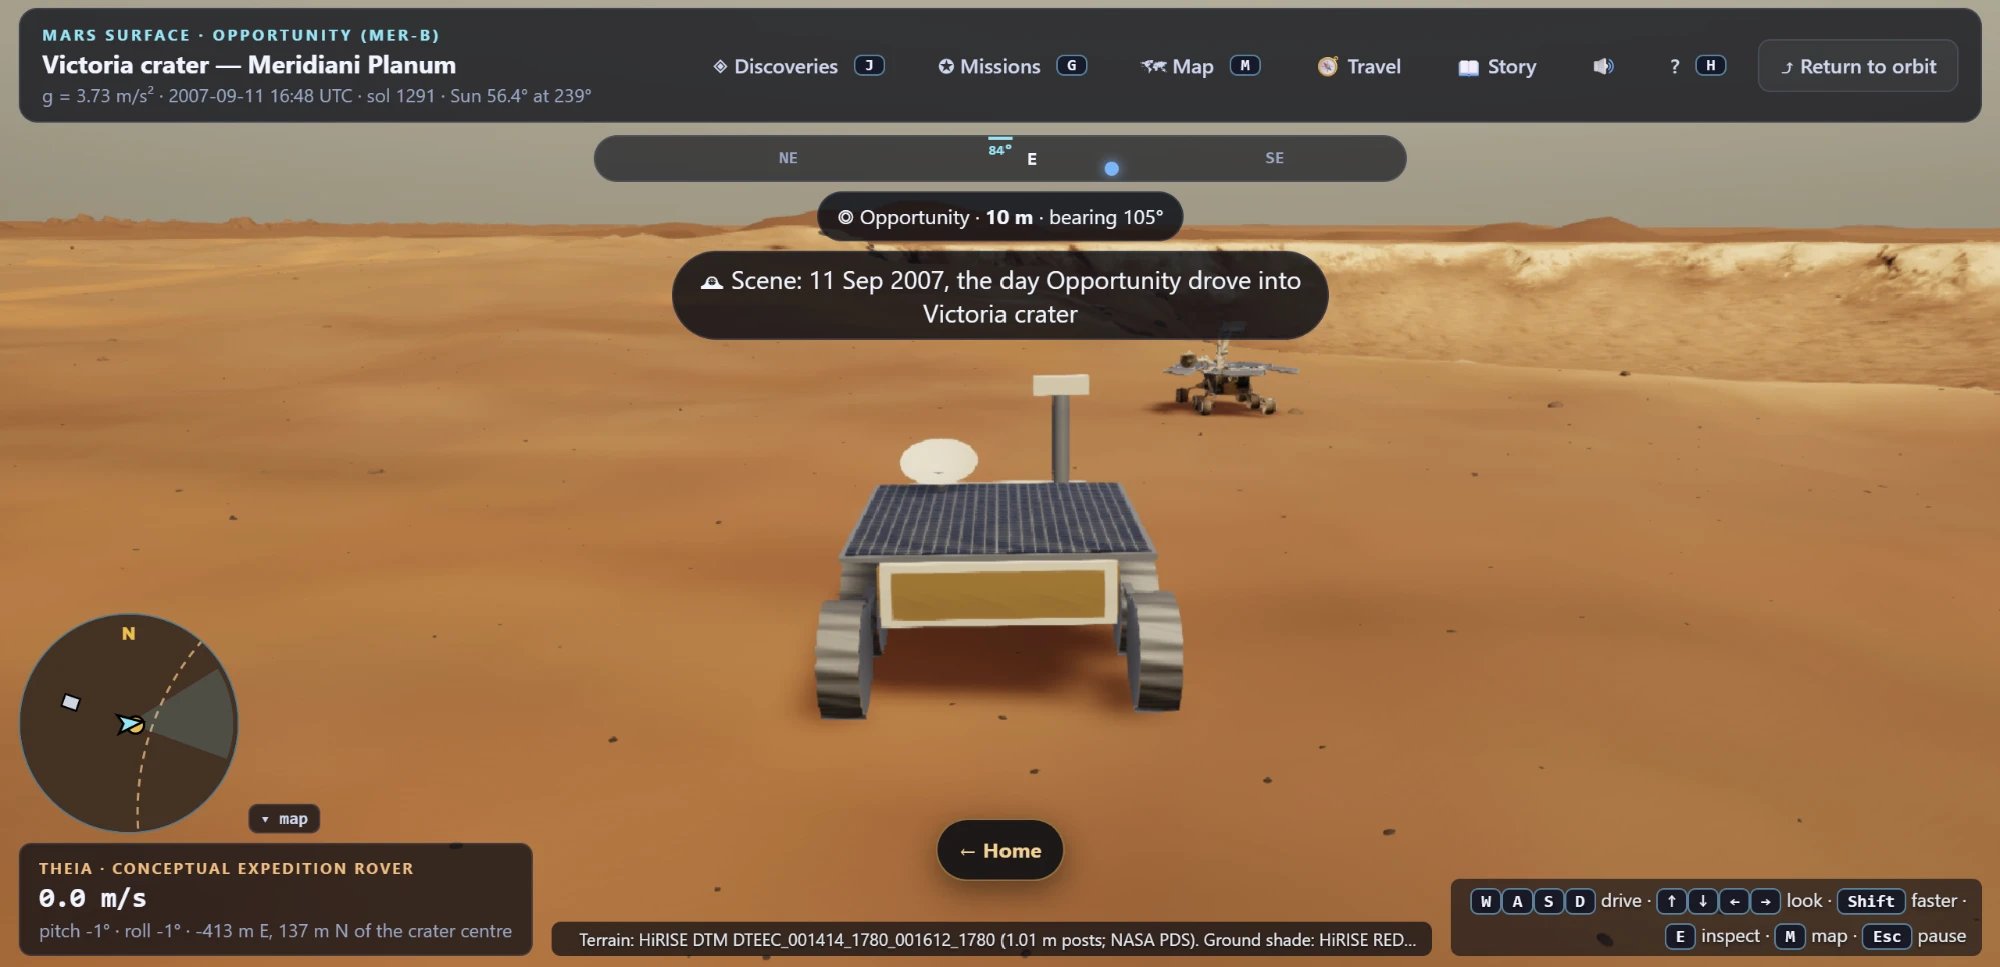 MARS SURFACE · OPPORTUNITY (MER-B)
Victoria crater — Meridiani Planum
g = 3.73 m/s² · 2007-09-11 16:48 UTC · sol 1291 · Sun 56.4° at 239°
Discoveries J
Missions G
Map M
Travel
Story
? H
Return to orbit
NE 84° E SE
Opportunity · 10 m · bearing 105°
Scene: 11 Sep 2007, the day Opportunity drove into
Victoria crater
N
▾ map
THEIA · CONCEPTUAL EXPEDITION ROVER
0.0 m/s
pitch -1° · roll -1° · -413 m E, 137 m N of the crater centre
← Home
Terrain: HiRISE DTM DTEEC_001414_1780_001612_1780 (1.01 m posts; NASA PDS). Ground shade: HiRISE RED...
W A S D drive · ↑ ↓ ← → look · Shift faster ·
E inspect · M map · Esc pause